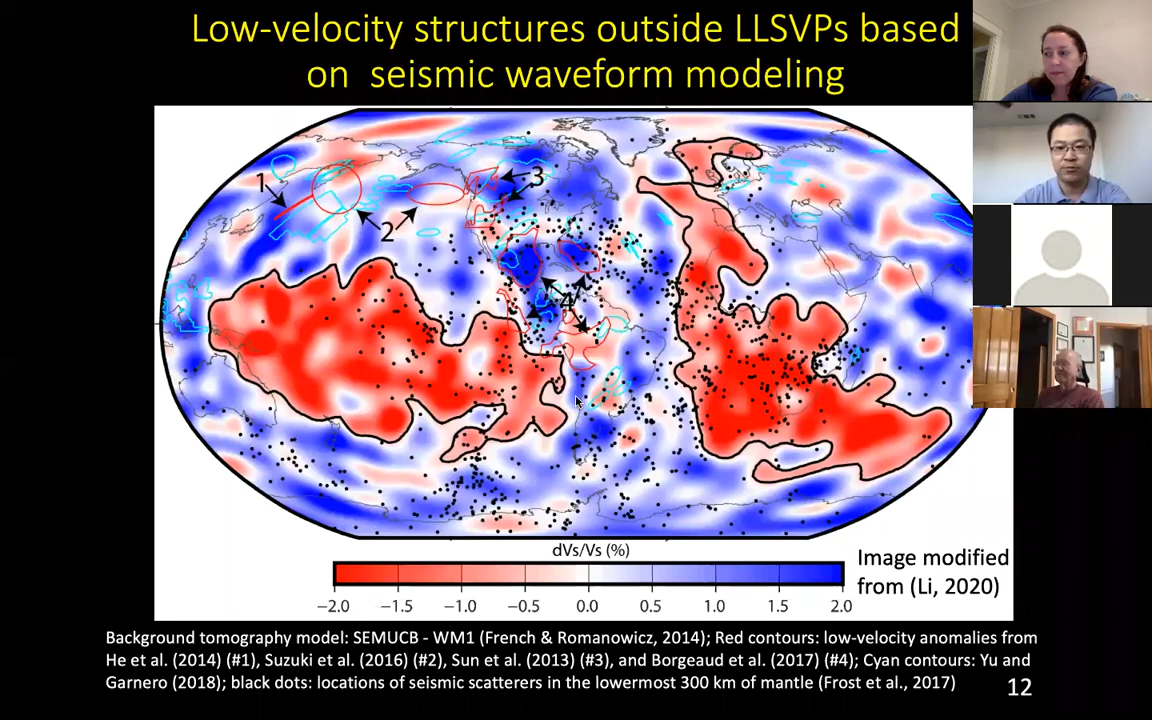 Low-velocity structures outside LLSVPs based
on seismic waveform modeling
1
2
3
4
dVs/Vs (%)
−2.0 −1.5 −1.0 −0.5 0.0 0.5 1.0 1.5 2.0
Image modified
from (Li, 2020)
Background tomography model: SEMUCB - WM1 (French & Romanowicz, 2014); Red contours: low-velocity anomalies from
He et al. (2014) (#1), Suzuki et al. (2016) (#2), Sun et al. (2013) (#3), and Borgeaud et al. (2017) (#4); Cyan contours: Yu and
Garnero (2018); black dots: locations of seismic scatterers in the lowermost 300 km of mantle (Frost et al., 2017)
12